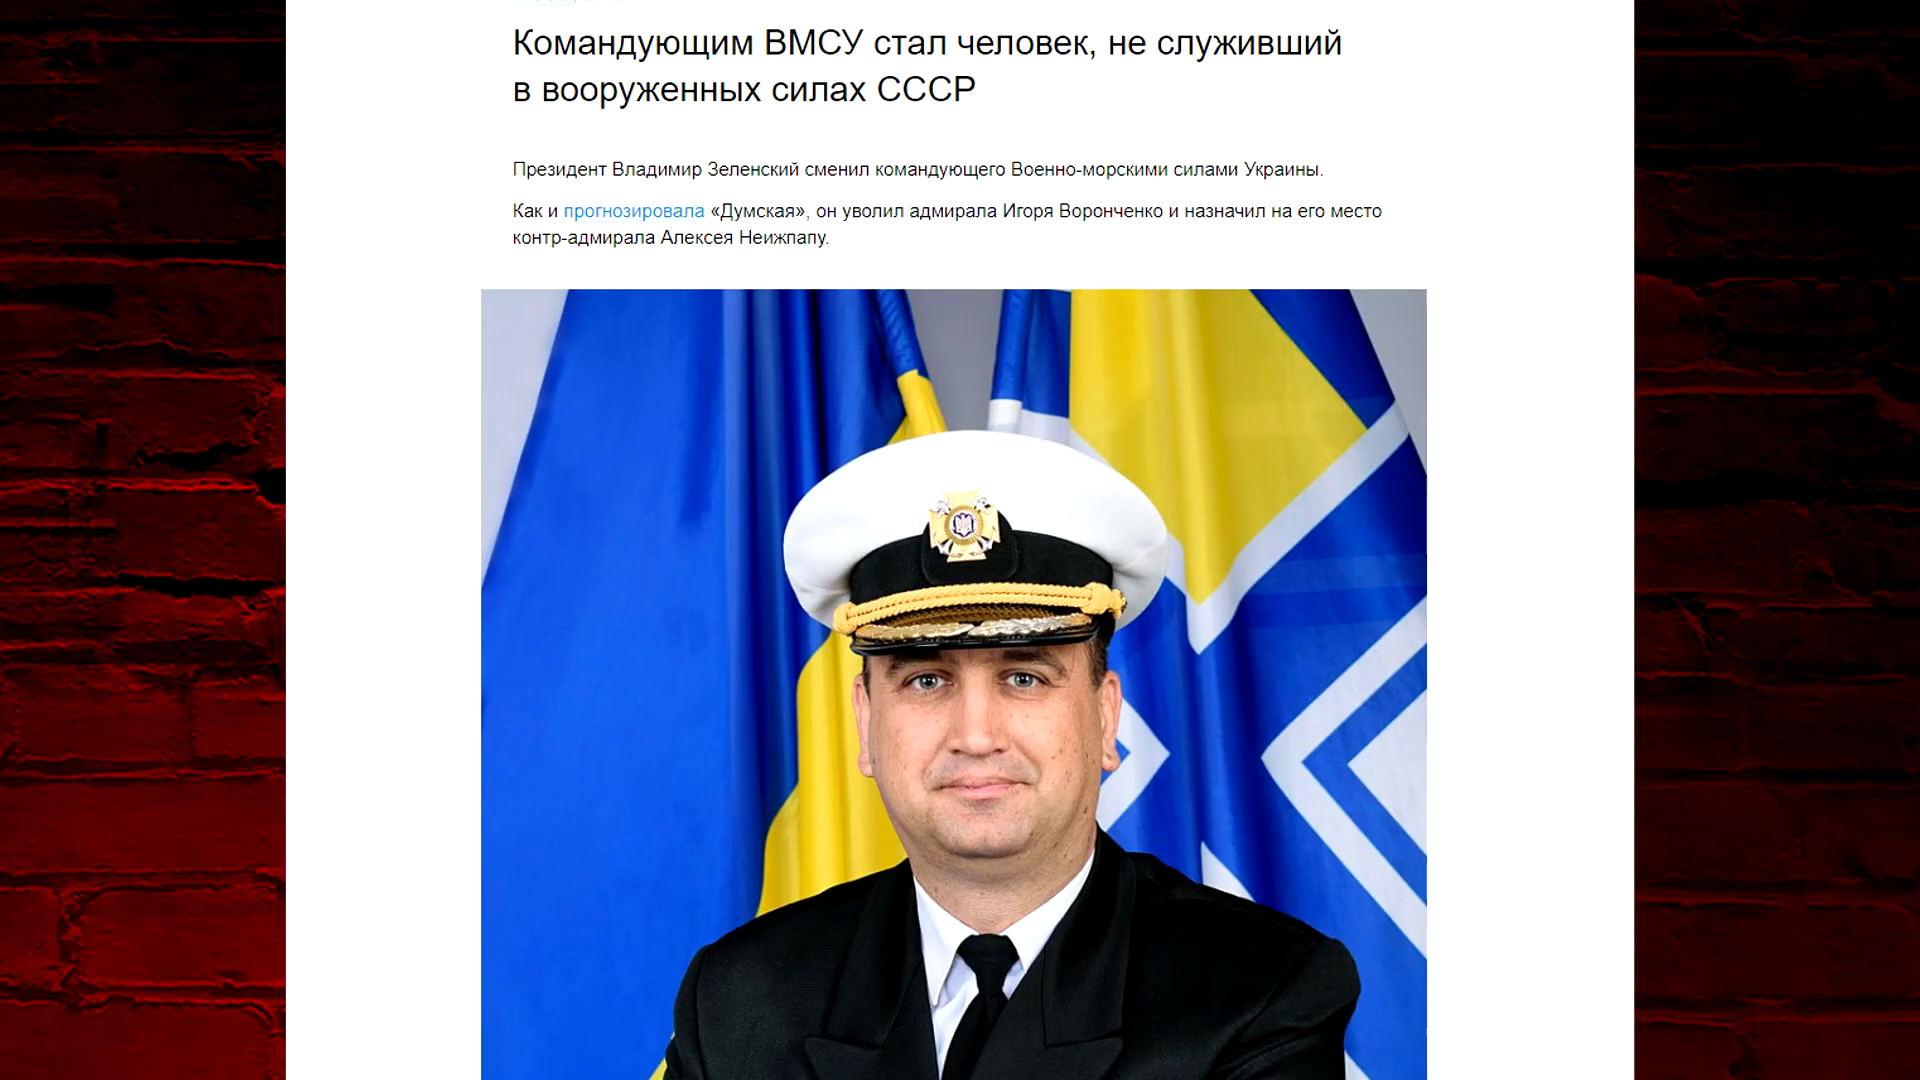 Командующим ВМСУ стал человек, не служивший
в вооруженных силах СССР
Президент Владимир Зеленский сменил командующего Военно-морскими силами Украины.
Как и прогнозировала «Думская», он уволил адмирала Игоря Воронченко и назначил на его место
контр-адмирала Алексея Неижпапу.